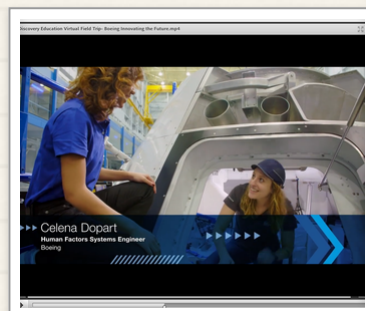 Discovery Education Virtual Field Trip- Boeing Innovating the Future.mp4
Celena Dopart
Human Factors Systems Engineer
Boeing